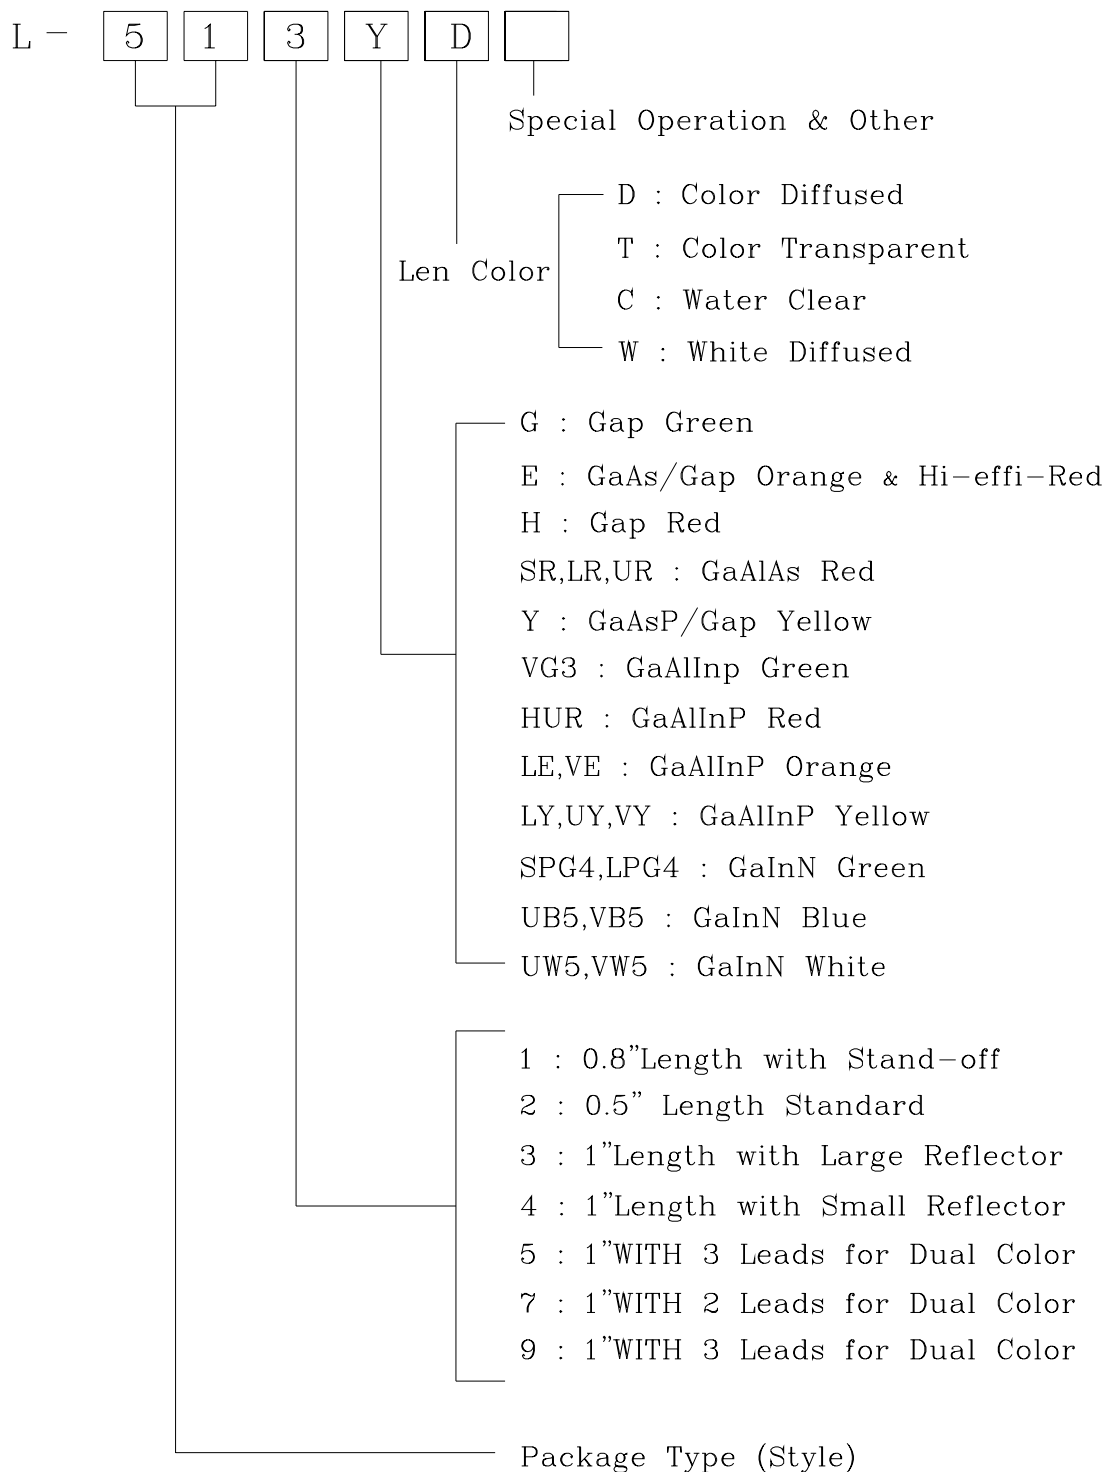 L - 5 1 3 Y D
Special Operation & Other
D : Color Diffused
T : Color Transparent
Len Color
C : Water Clear
W : White Diffused
G : Gap Green
E : GaAs/Gap Orange & Hi-effi-Red
H : Gap Red
SR,LR,UR : GaAlAs Red
Y : GaAsP/Gap Yellow
VG3 : GaAlInp Green
HUR : GaAlInP Red
LE,VE : GaAlInP Orange
LY,UY,VY : GaAlInP Yellow
SPG4,LPG4 : GaInN Green
UB5,VB5 : GaInN Blue
UW5,VW5 : GaInN White
1 : 0.8"Length with Stand-off
2 : 0.5" Length Standard
3 : 1"Length with Large Reflector
4 : 1"Length with Small Reflector
5 : 1"WITH 3 Leads for Dual Color
7 : 1"WITH 2 Leads for Dual Color
9 : 1"WITH 3 Leads for Dual Color
Package Type (Style)